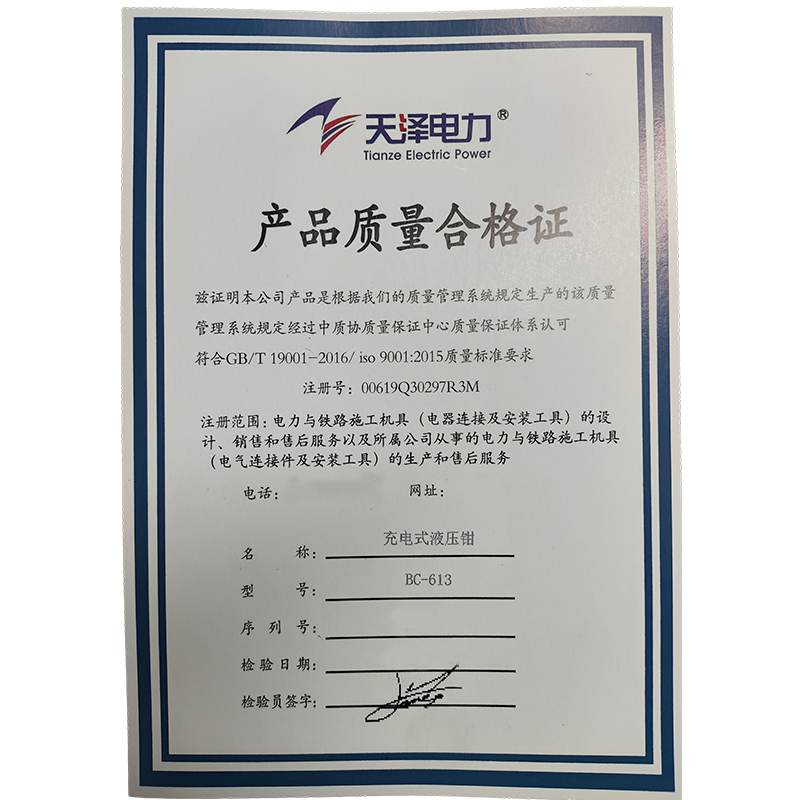 天泽电力®
Tianze Electric Power
产品质量合格证
兹证明本公司产品是根据我们的质量管理系统规定生产的该质量
管理系统规定经过中质协质量保证中心质量保证体系认可
符合GB/T 19001-2016/ iso 9001:2015质量标准要求
注册号：00619Q30297R3M
注册范围：电力与铁路施工机具（电器连接及安装工具）的设
计、销售和售后服务以及所属公司从事的电力与铁路施工机具
（电气连接件及安装工具）的生产和售后服务
电话： 网址：
名 称： 充电式液压钳
型 号： BC-613
序 列 号：
检 验 日 期：
检验员签字：